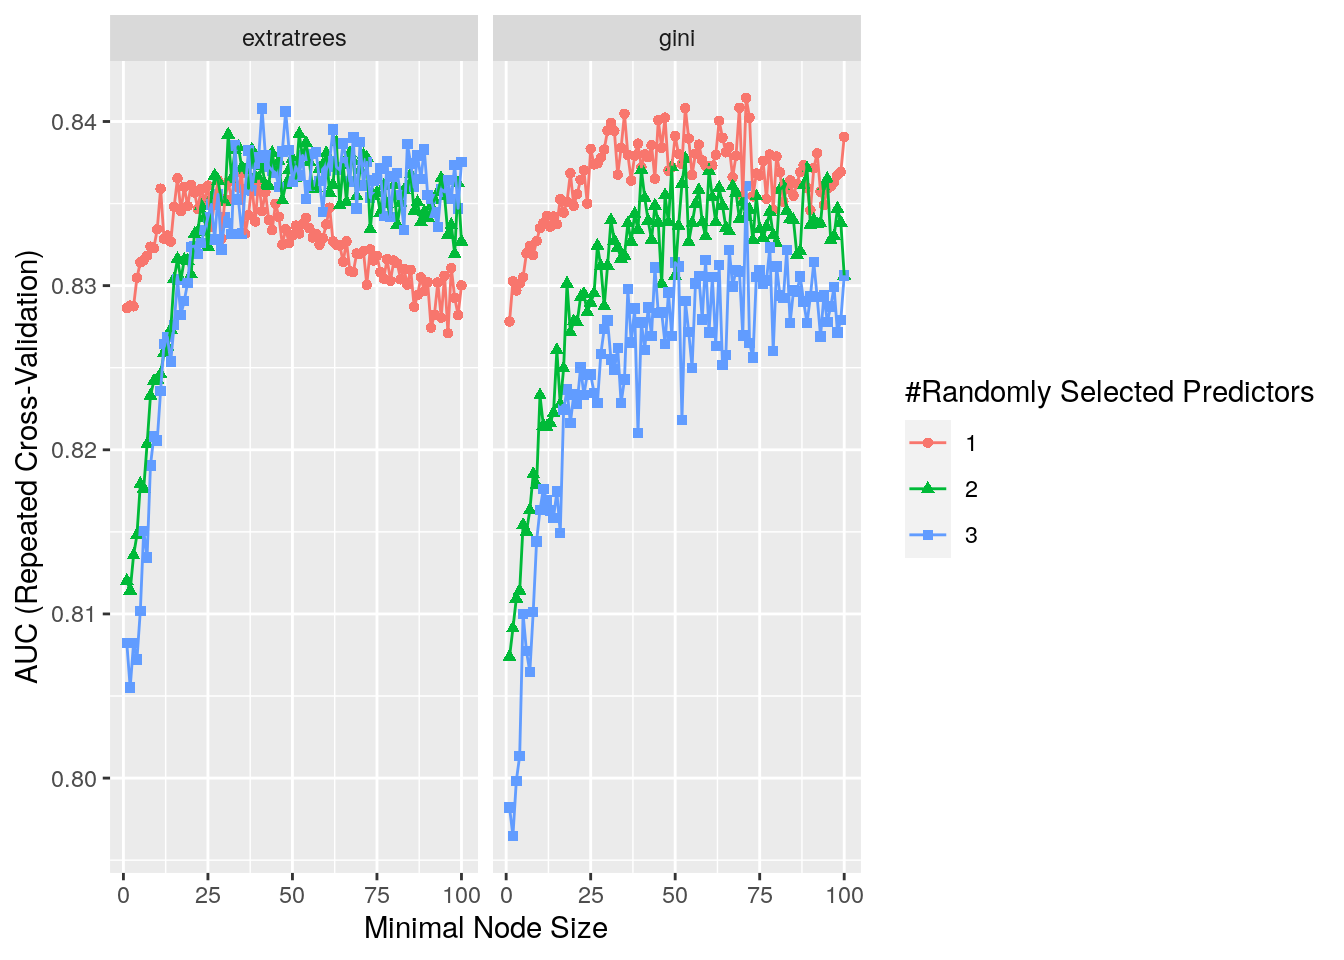 extratrees
gini
0.84
0.83
0.82
0.81
0.80
AUC (Repeated Cross-Validation)
0 25 50 75 100
0 25 50 75 100
Minimal Node Size
#Randomly Selected Predictors
1
2
3